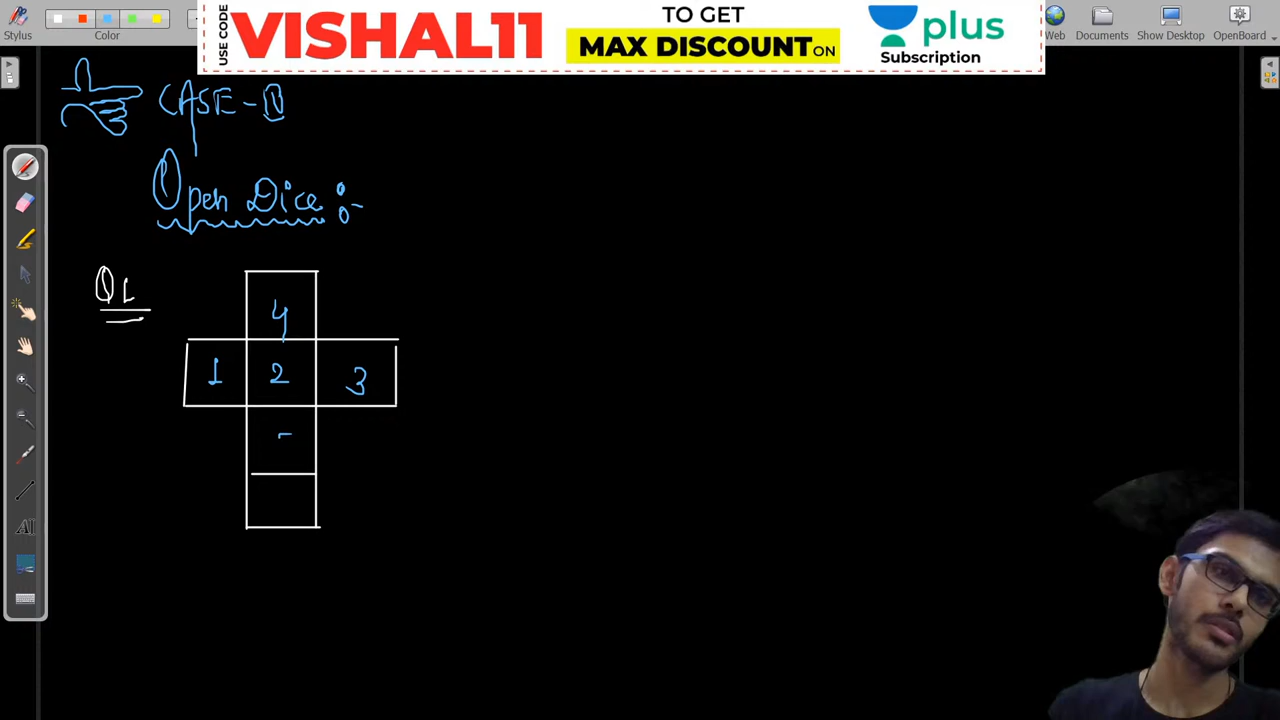 Stylus
Color
USE CODE
VISHAL11
TO GET
MAX DISCOUNT ON
plus
Subscription
Web
Documents
Show Desktop
OpenBoard
CASE-IV
Open Dice :-
Q1
4
1 2 3